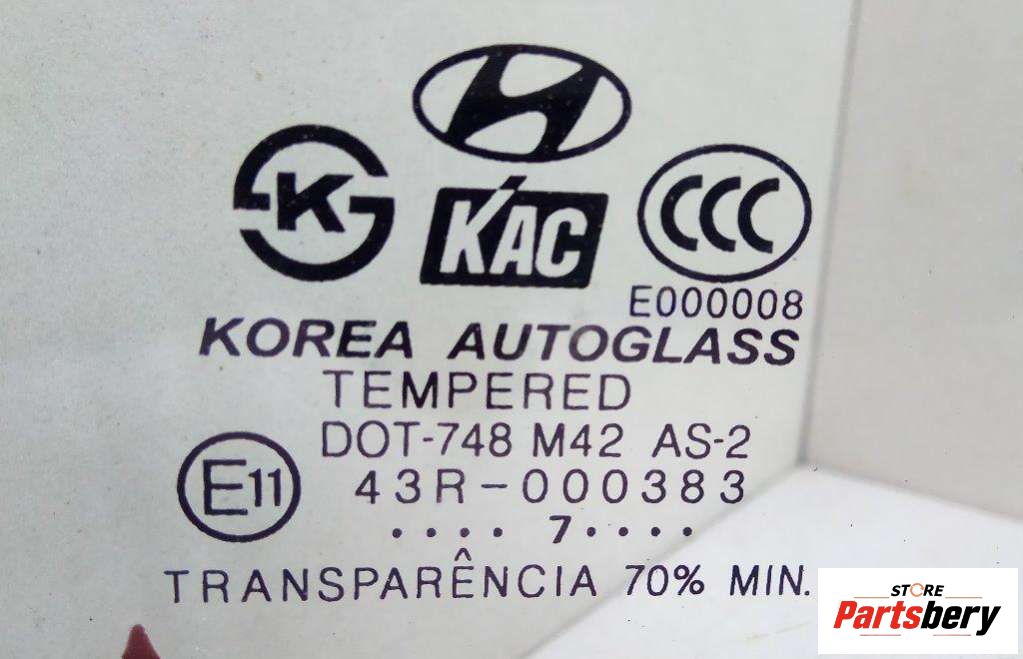 K
KAC
CCC
E000008
KOREA AUTOGLASS
TEMPERED
DOT-748 M42 AS-2
E11
43R-000383
.... 7 ....
TRANSPARÊNCIA 70% MIN.
STORE
Partsbery